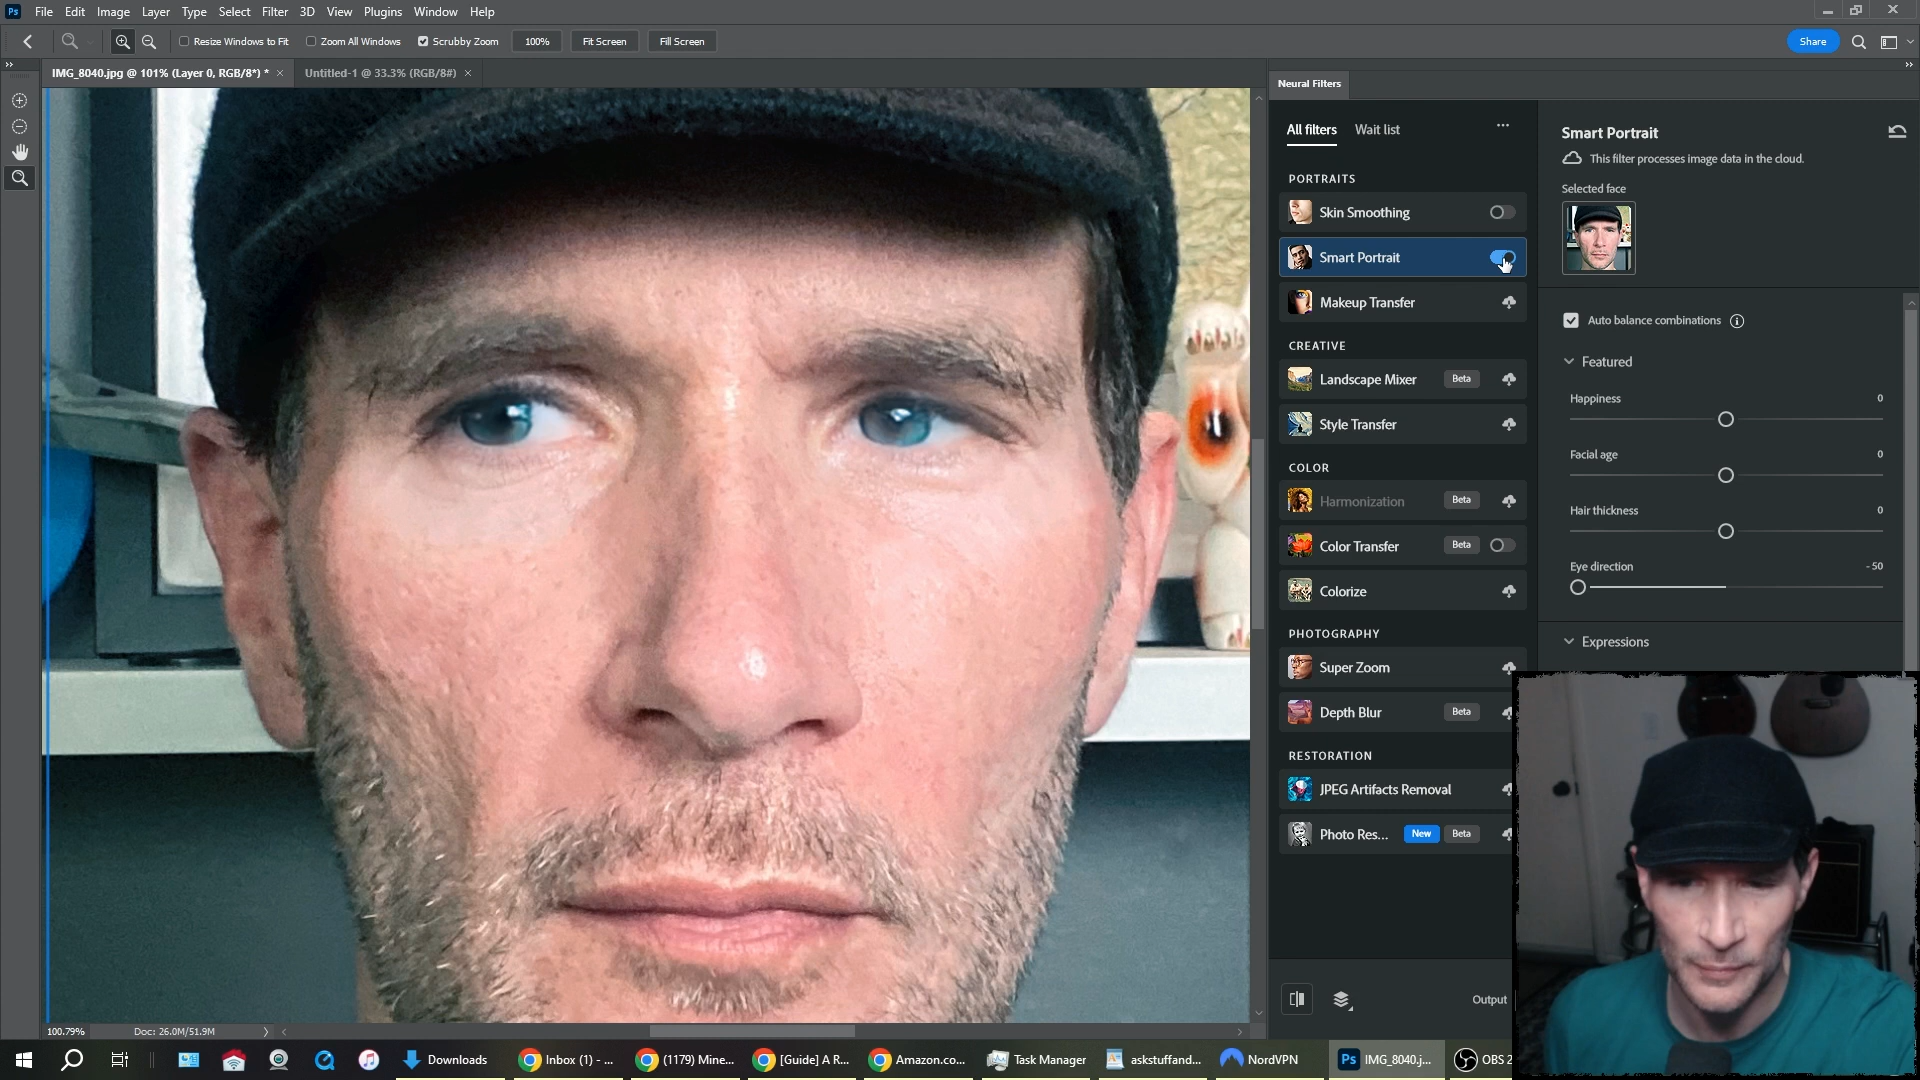 Ps File Edit Image Layer Type Select Filter 3D View Plugins Window Help
Resize Windows to Fit Zoom All Windows Scrubby Zoom 100% Fit Screen Fill Screen Share
IMG_8040.jpg @ 101% (Layer 0, RGB/8*) * × Untitled-1 @ 33.3% (RGB/8#) ×
Neural Filters
All filters Wait list ...
PORTRAITS
Skin Smoothing
Smart Portrait
Makeup Transfer
CREATIVE
Landscape Mixer Beta
Style Transfer
COLOR
Harmonization Beta
Color Transfer Beta
Colorize
PHOTOGRAPHY
Super Zoom
Depth Blur Beta
RESTORATION
JPEG Artifacts Removal
Photo Res... New Beta
Output
Smart Portrait
This filter processes image data in the cloud.
Selected face
Auto balance combinations
Featured
Happiness 0
Facial age 0
Hair thickness 0
Eye direction -50
Expressions
100.79% Doc: 26.0M/51.9M
Downloads Inbox (1) - ... (1179) Mine... [Guide] A R... Amazon.co... Task Manager askstuffand... NordVPN Ps IMG_8040.j... OBS 2